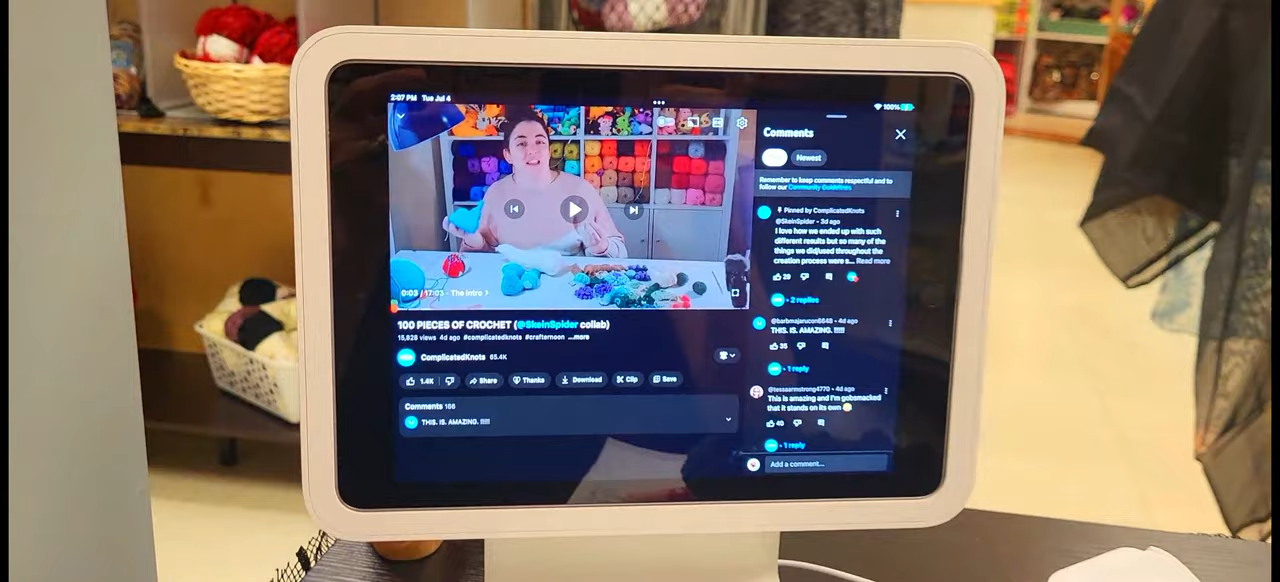 2:07 PM Tue Jul 4
100%
0:03 / 17:03 · The Intro
100 PIECES OF CROCHET (@SkeinSpider collab)
15,828 views 4d ago #complicatedknots #crafternoon ...more
ComplicatedKnots 65.4K
1.4K
Share
Thanks
Download
Clip
Save
Comments 166
THIS. IS. AMAZING. !!!!!
Comments
Newest
Remember to keep comments respectful and to
follow our Community Guidelines
Pinned by ComplicatedKnots
@SkeinSpider • 3d ago
I love how we ended up with such
different results but so many of the
things we did/used throughout the
creation process were s... Read more
29
2 replies
@barbmajarucon8648 • 4d ago
THIS. IS. AMAZING. !!!!!
35
1 reply
@tessaarmstrong4770 • 4d ago
This is amazing and I'm gobsmacked
that it stands on its own
40
1 reply
Add a comment...